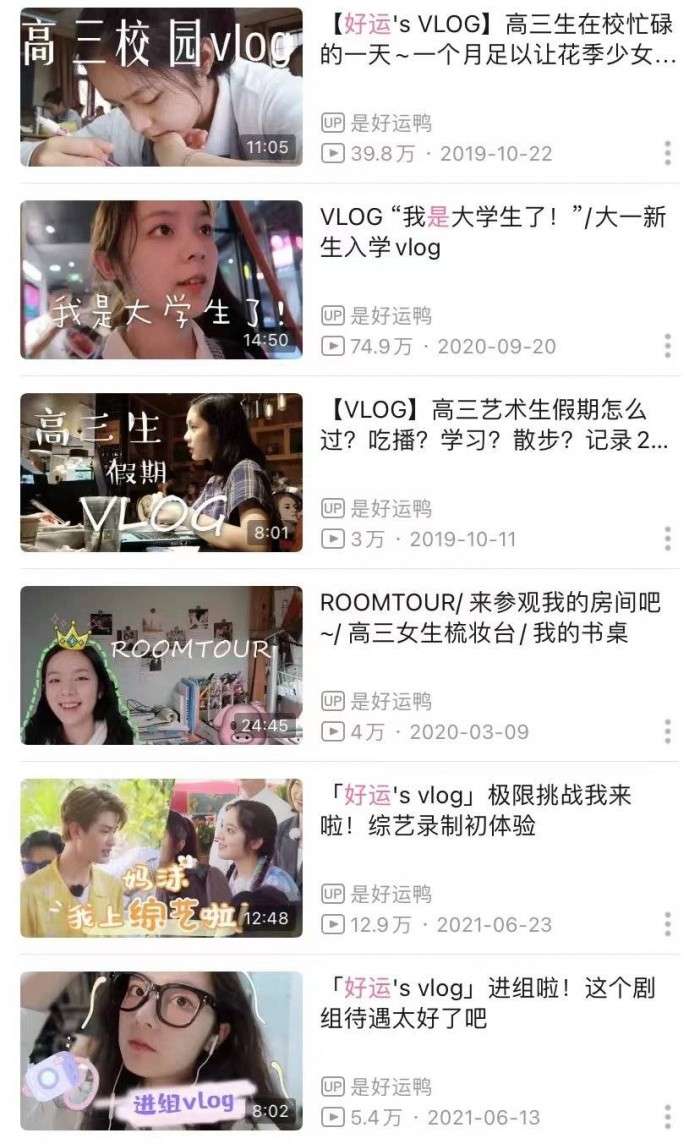 高三校园vlog
11:05
【好运's VLOG】高三生在校忙碌
的一天～一个月足以让花季少女...
UP 是好运鸭
39.8万 · 2019-10-22
我是大学生了！
14:50
VLOG “我是大学生了！”/大一新
生入学vlog
UP 是好运鸭
74.9万 · 2020-09-20
高三生
假期
VLOG
8:01
【VLOG】高三艺术生假期怎么
过？吃播？学习？散步？记录2...
UP 是好运鸭
3万 · 2019-10-11
ROOMTOUR
24:45
ROOMTOUR/ 来参观我的房间吧
~/ 高三女生梳妆台/ 我的书桌
UP 是好运鸭
4万 · 2020-03-09
妈涞
我上综艺啦
12:48
「好运's vlog」极限挑战我来
啦！综艺录制初体验
UP 是好运鸭
12.9万 · 2021-06-23
进组vlog
8:02
「好运's vlog」进组啦！这个剧
组待遇太好了吧
UP 是好运鸭
5.4万 · 2021-06-13